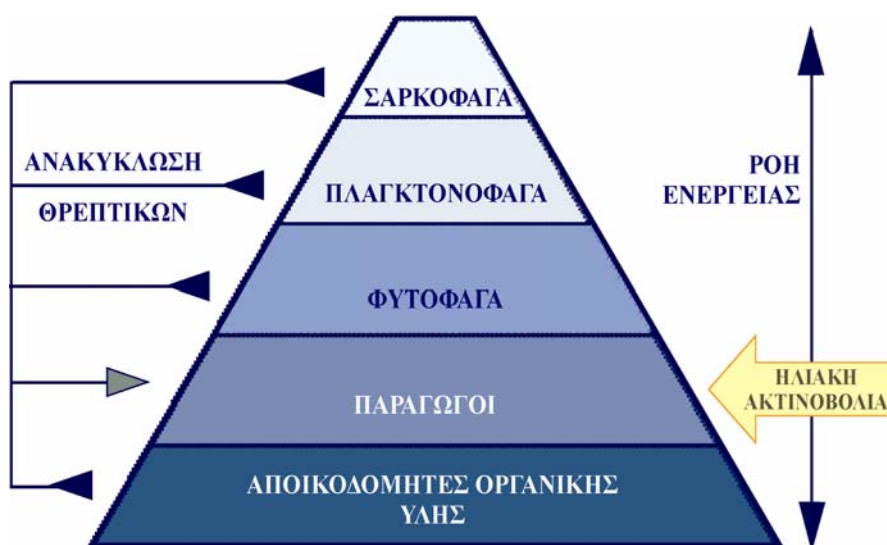 ΣΑΡΚΟΦΑΓΑ
ΑΝΑΚΥΚΛΩΣΗ
ΘΡΕΠΤΙΚΩΝ
ΠΛΑΓΚΤΟΝΟΦΑΓΑ
ΡΟΗ
ΕΝΕΡΓΕΙΑΣ
ΦΥΤΟΦΑΓΑ
ΠΑΡΑΓΩΓΟΙ
ΗΛΙΑΚΗ
ΑΚΤΙΝΟΒΟΛΙΑ
ΑΠΟΙΚΟΔΟΜΗΤΕΣ ΟΡΓΑΝΙΚΗΣ
ΥΛΗΣ